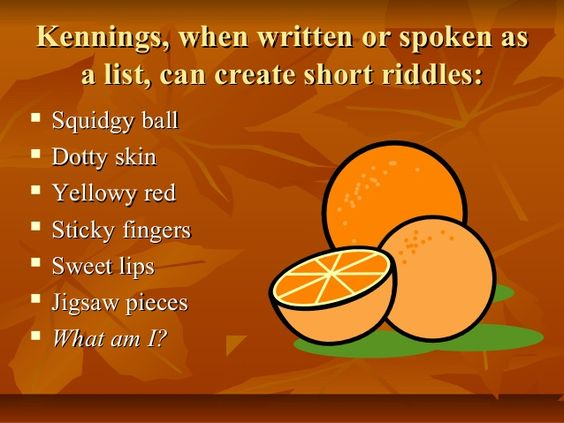 Kennings, when written or spoken as
a list, can create short riddles:
Squidgy ball
Dotty skin
Yellowy red
Sticky fingers
Sweet lips
Jigsaw pieces
What am I?